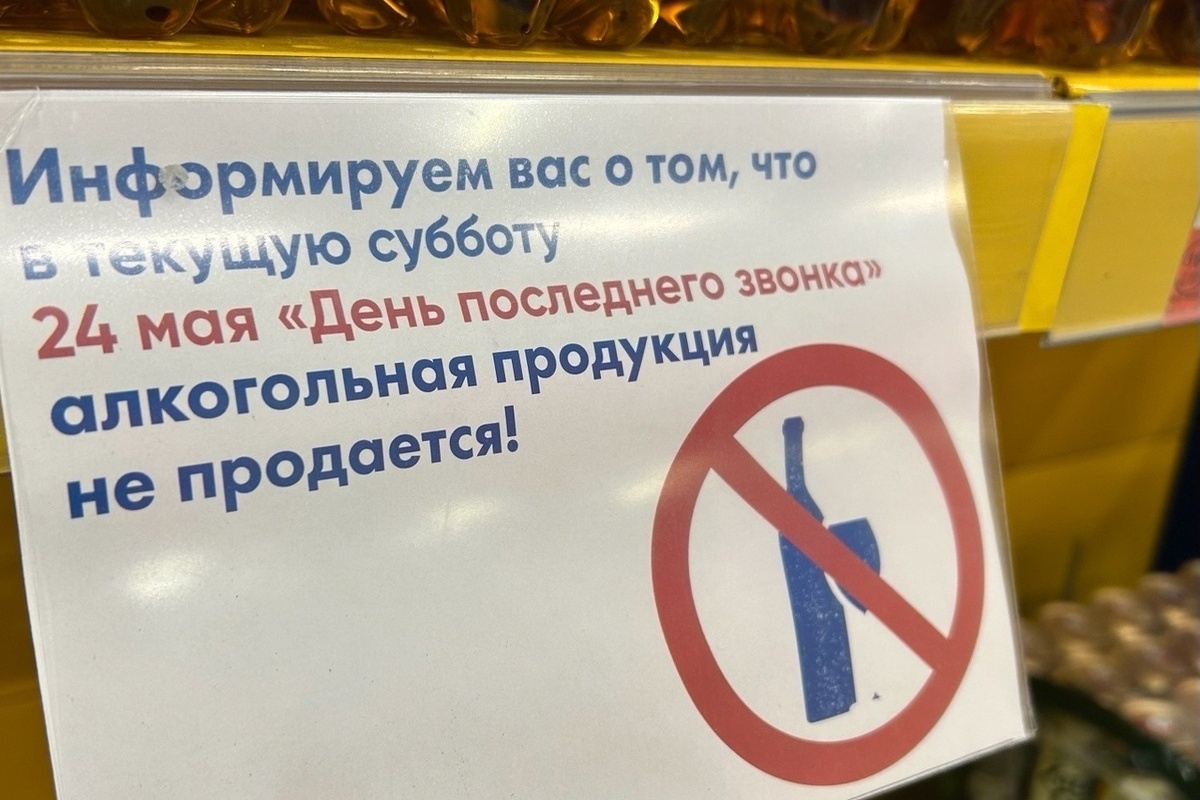 Информируем вас о том, что
в текущую субботу
24 мая «День последнего звонка»
алкогольная продукция
не продается!